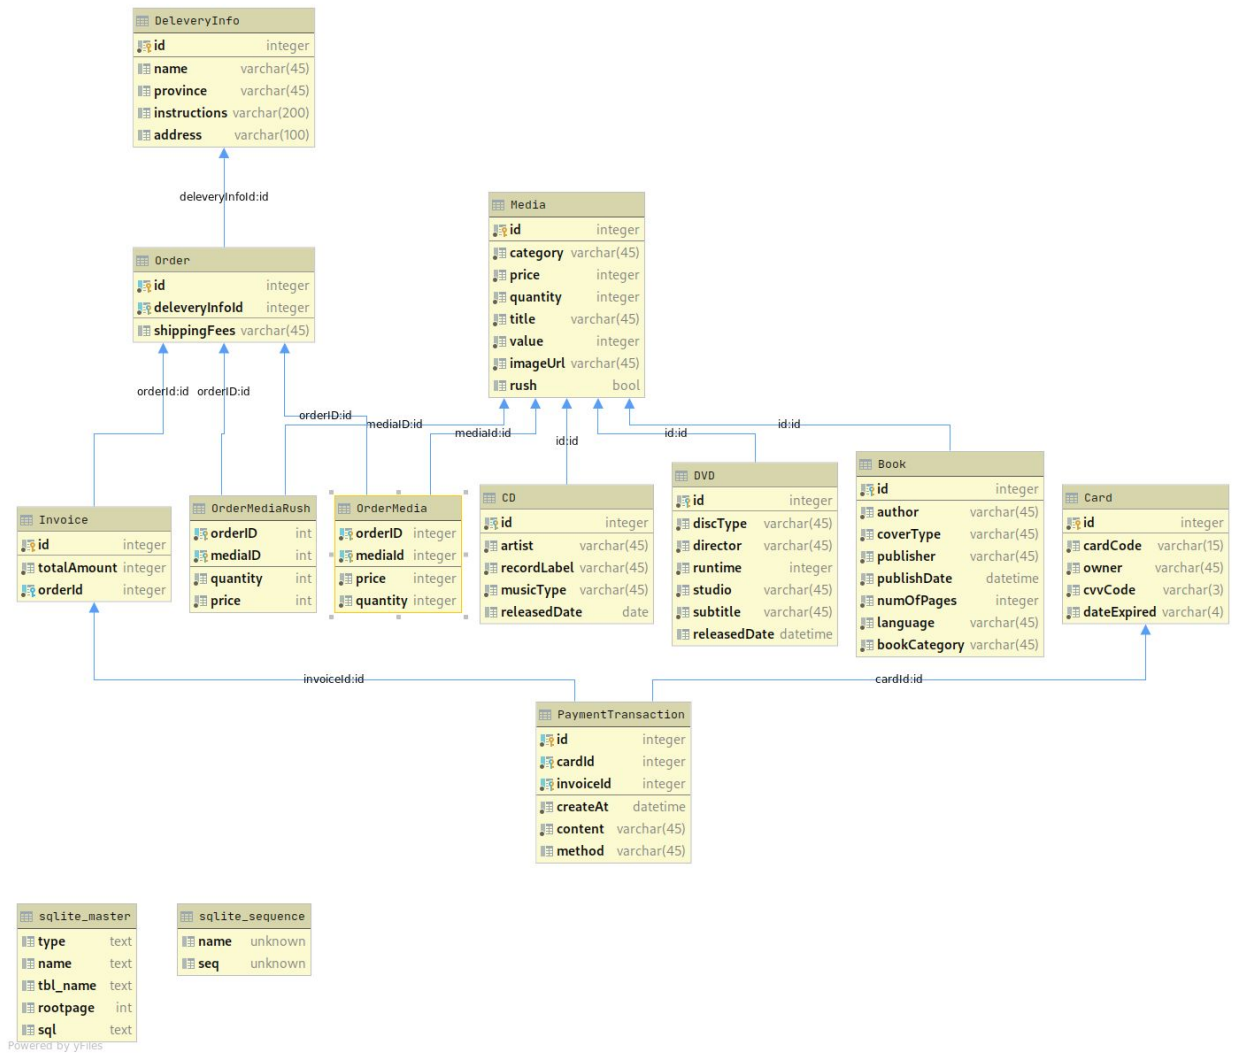 DeleveryInfo
id integer
name varchar(45)
province varchar(45)
instructions varchar(200)
address varchar(100)
deleveryInfoId:id
Order
id integer
deleveryInfoId integer
shippingFees varchar(45)
Media
id integer
category varchar(45)
price integer
quantity integer
title varchar(45)
value integer
imageUrl varchar(45)
rush bool
orderId:id
orderID:id
orderID:id
mediaID:id
mediaId:id
id:id
id:id
id:id
Invoice
id integer
totalAmount integer
orderId integer
OrderMediaRush
orderID int
mediaID int
quantity int
price int
OrderMedia
orderID integer
mediaId integer
price integer
quantity integer
CD
id integer
artist varchar(45)
recordLabel varchar(45)
musicType varchar(45)
releasedDate date
DVD
id integer
discType varchar(45)
director varchar(45)
runtime integer
studio varchar(45)
subtitle varchar(45)
releasedDate datetime
Book
id integer
author varchar(45)
coverType varchar(45)
publisher varchar(45)
publishDate datetime
numOfPages integer
language varchar(45)
bookCategory varchar(45)
Card
id integer
cardCode varchar(15)
owner varchar(45)
cvvCode varchar(3)
dateExpired varchar(4)
invoiceId:id
cardId:id
PaymentTransaction
id integer
cardId integer
invoiceId integer
createAt datetime
content varchar(45)
method varchar(45)
sqlite_master
type text
name text
tbl_name text
rootpage int
sql text
sqlite_sequence
name unknown
seq unknown
Powered by yFiles